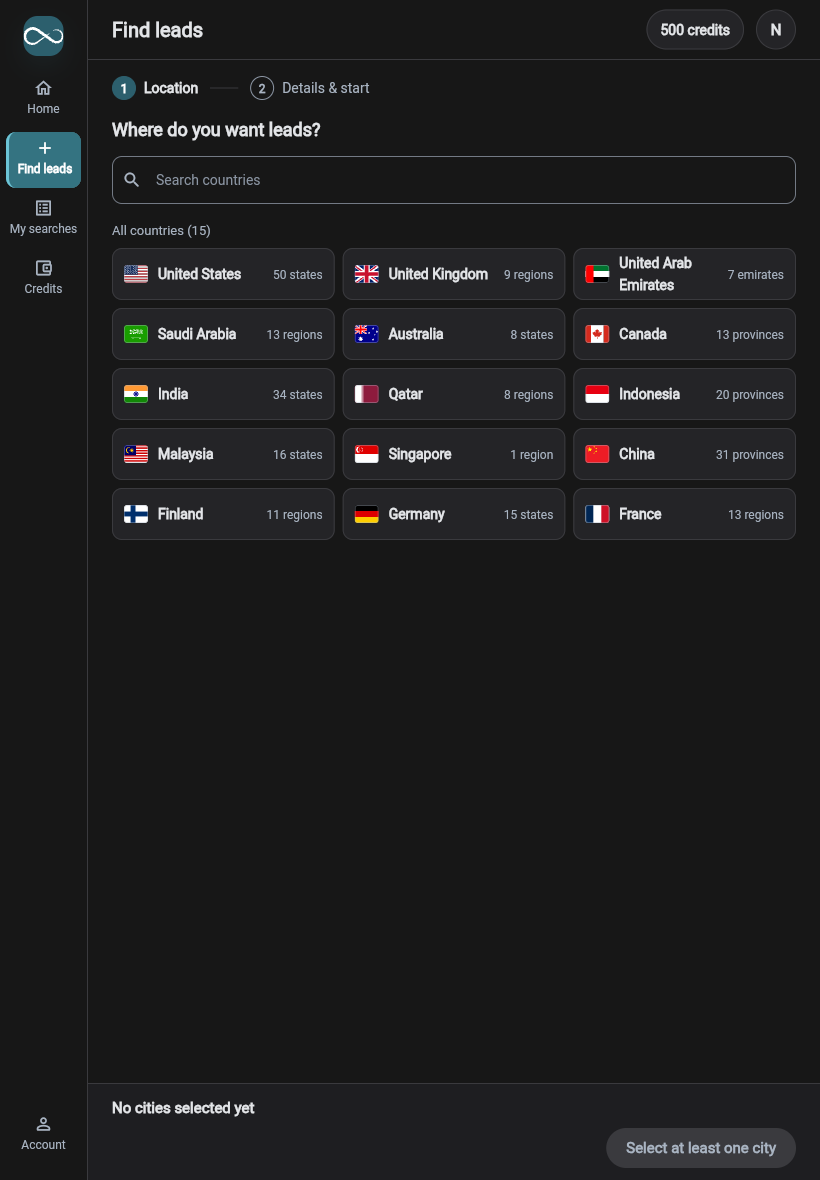 Find leads
500 credits
N
Home
Find leads
My searches
Credits
Account
1 Location
2 Details & start
Where do you want leads?
Search countries
All countries (15)
United States 50 states
United Kingdom 9 regions
United Arab
Emirates
7 emirates
Saudi Arabia 13 regions
Australia 8 states
Canada 13 provinces
India 34 states
Qatar 8 regions
Indonesia 20 provinces
Malaysia 16 states
Singapore 1 region
China 31 provinces
Finland 11 regions
Germany 15 states
France 13 regions
No cities selected yet
Select at least one city